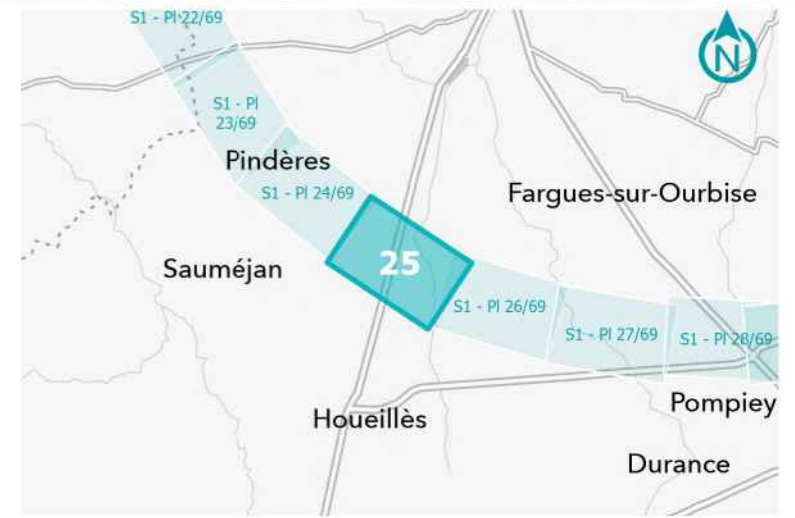 S1 - Pl 22/69
N
S1 - Pl
23/69
Pindères
S1 - Pl 24/69
Fargues-sur-Ourbise
25
Sauméjan
S1 - Pl 26/69
S1 - Pl 27/69
S1 - Pl 28/69
Pompiey
Houeillès
Durance